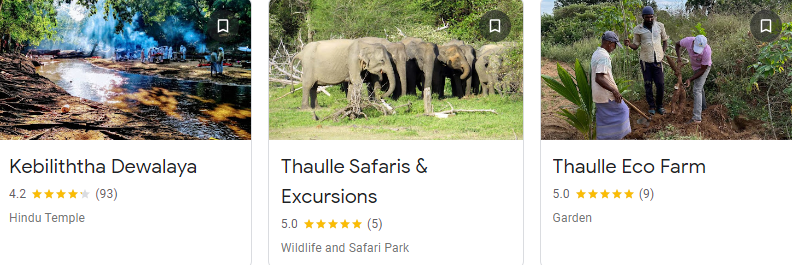 Kebiliththa Dewalaya
4.2 ★★★★★ (93)
Hindu Temple
Thaulle Safaris &
Excursions
5.0 ★★★★★ (5)
Wildlife and Safari Park
Thaulle Eco Farm
5.0 ★★★★★ (9)
Garden